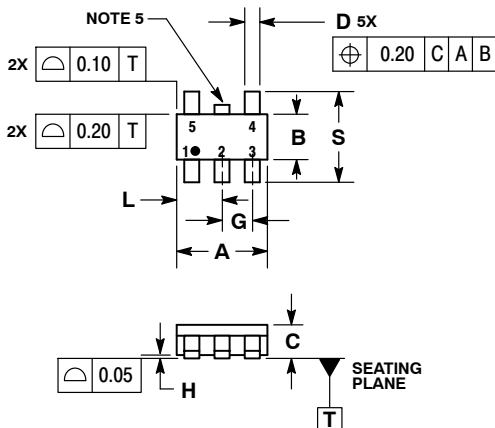 NOTE 5
D 5X
⌖ 0.20 C A B
2X ⌓ 0.10 T
2X ⌓ 0.20 T
5 4
B S
1 2 3
L
G
A
C
⌓ 0.05
H
SEATING
PLANE
T